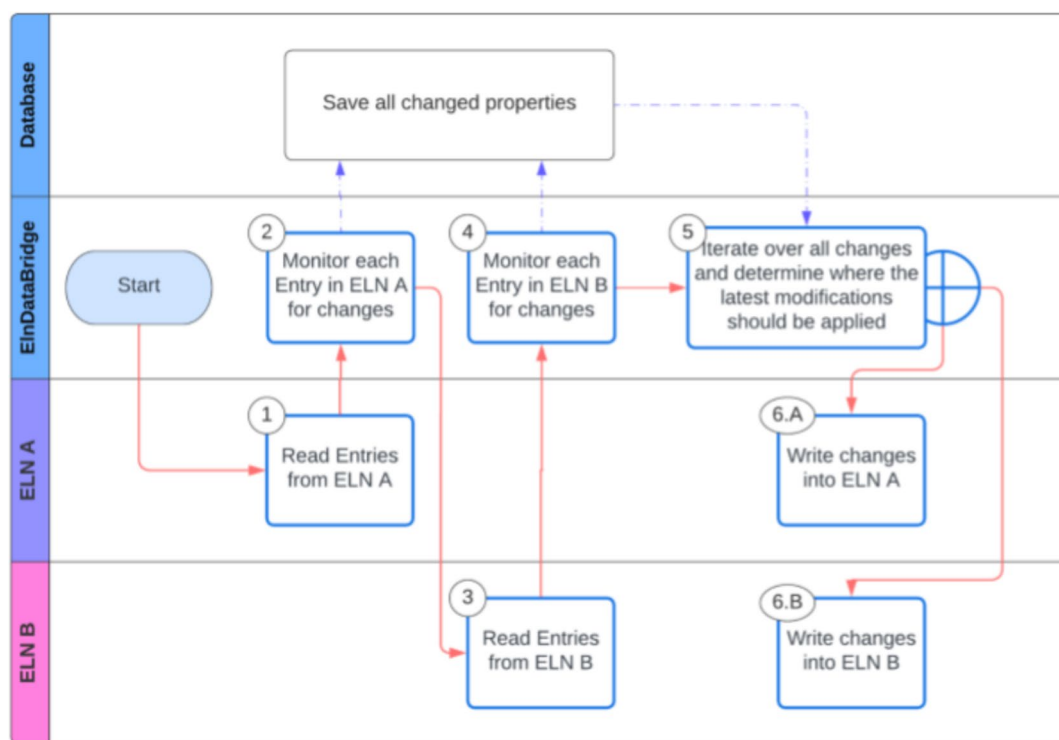 Database
Save all changed properties
ElnDataBridge
Start
2
Monitor each
Entry in ELN A
for changes
4
Monitor each
Entry in ELN B
for changes
5
Iterate over all changes
and determine where the
latest modifications
should be applied
ELN A
1
Read Entries
from ELN A
6.A
Write changes
into ELN A
ELN B
3
Read Entries
from ELN B
6.B
Write changes
into ELN B